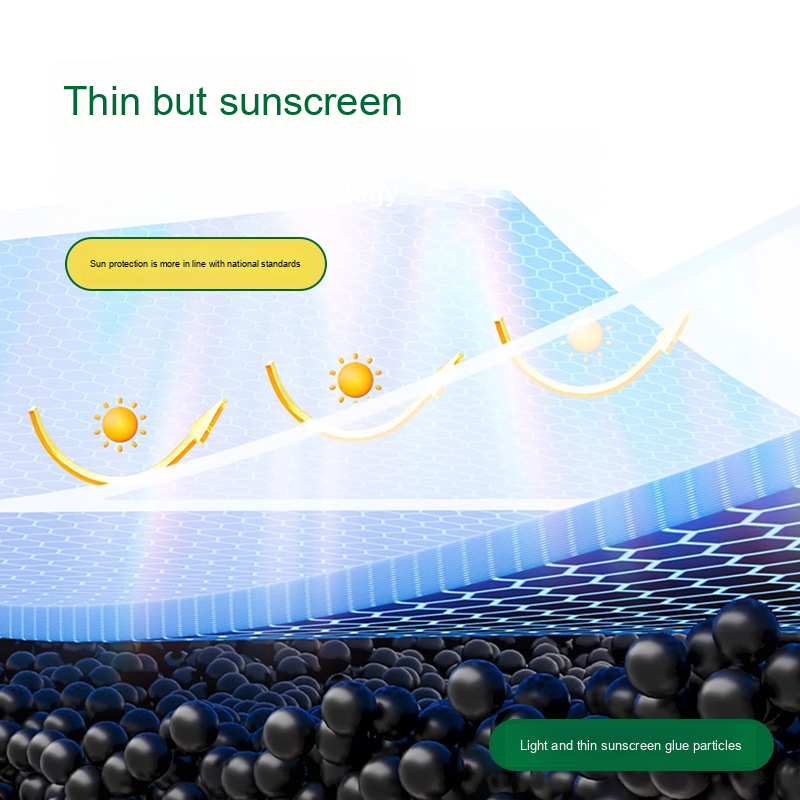 Thin but sunscreen
Sun protection is more in line with national standards
Light and thin sunscreen glue particles